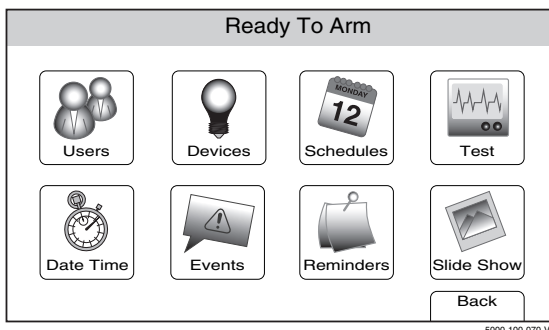 Ready To Arm
MONDAY
12
Users
Devices
Schedules
Test
Date Time
Events
Reminders
Slide Show
Back